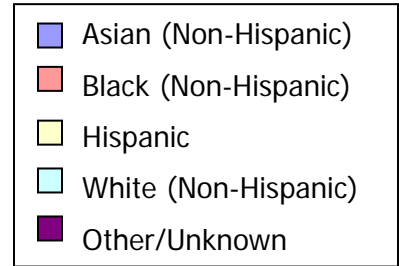 Asian (Non-Hispanic)
Black (Non-Hispanic)
Hispanic
White (Non-Hispanic)
Other/Unknown